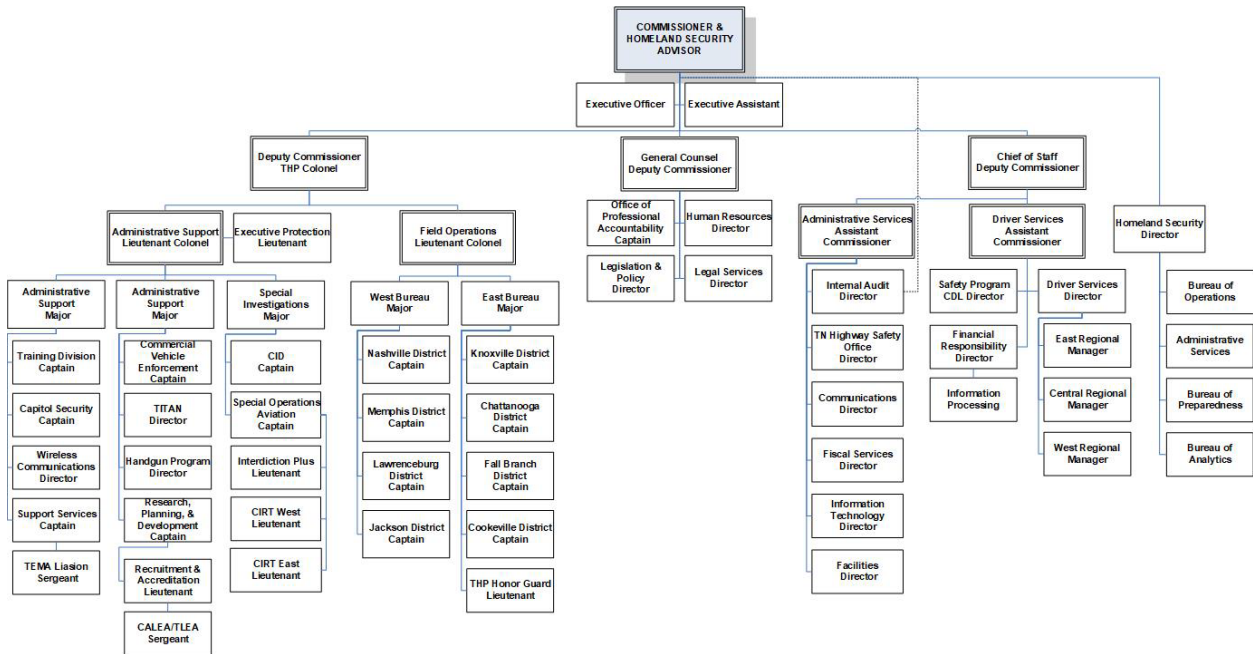 COMMISSIONER &
HOMELAND SECURITY
ADVISOR
Executive Officer
Executive Assistant
Deputy Commissioner
THP Colonel
General Counsel
Deputy Commissioner
Chief of Staff
Deputy Commissioner
Administrative Support
Lieutenant Colonel
Executive Protection
Lieutenant
Field Operations
Lieutenant Colonel
Office of
Professional
Accountability
Captain
Human Resources
Director
Legislation &
Policy
Director
Legal Services
Director
Administrative Services
Assistant
Commissioner
Driver Services
Assistant
Commissioner
Homeland Security
Director
Administrative
Support
Major
Administrative
Support
Major
Special
Investigations
Major
West Bureau
Major
East Bureau
Major
Training Division
Captain
Capitol Security
Captain
Wireless
Communications
Director
Support Services
Captain
TEMA Liasion
Sergeant
Commercial
Vehicle
Enforcement
Captain
TITAN
Director
Handgun Program
Director
Research,
Planning, &
Development
Captain
Recruitment &
Accreditation
Lieutenant
CALEA/TLEA
Sergeant
CID
Captain
Special Operations
Aviation
Captain
Interdiction Plus
Lieutenant
CIRT West
Lieutenant
CIRT East
Lieutenant
Nashville District
Captain
Memphis District
Captain
Lawrenceburg
District
Captain
Jackson District
Captain
Knoxville District
Captain
Chattanooga
District
Captain
Fall Branch
District
Captain
Cookeville District
Captain
THP Honor Guard
Lieutenant
Internal Audit
Director
TN Highway Safety
Office
Director
Communications
Director
Fiscal Services
Director
Information
Technology
Director
Facilities
Director
Safety Program
CDL Director
Financial
Responsibility
Director
Information
Processing
Driver Services
Director
East Regional
Manager
Central Regional
Manager
West Regional
Manager
Bureau
of Operations
Administrative
Services
Bureau of
Preparedness
Bureau of
Analytics